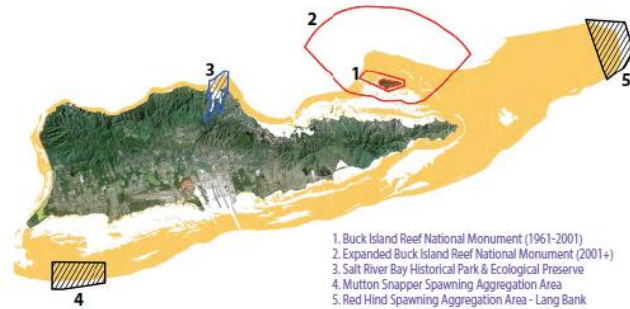 2
1
3
5
1. Buck Island Reef National Monument (1961-2001)
2. Expanded Buck Island Reef National Monument (2001+)
3. Salt River Bay Historical Park & Ecological Preserve
4. Mutton Snapper Spawning Aggregation Area
5. Red Hind Spawning Aggregation Area - Lang Bank
4